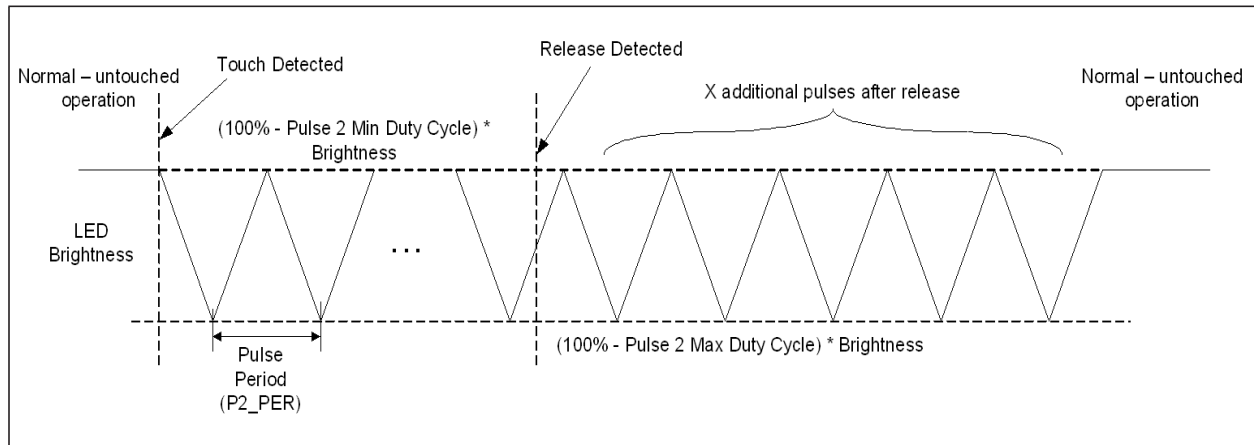 Normal – untouched
operation
Touch Detected
Release Detected
X additional pulses after release
Normal - untouched
operation
(100% - Pulse 2 Min Duty Cycle) *
Brightness
LED
Brightness
...
(100% - Pulse 2 Max Duty Cycle) * Brightness
Pulse
Period
(P2_PER)